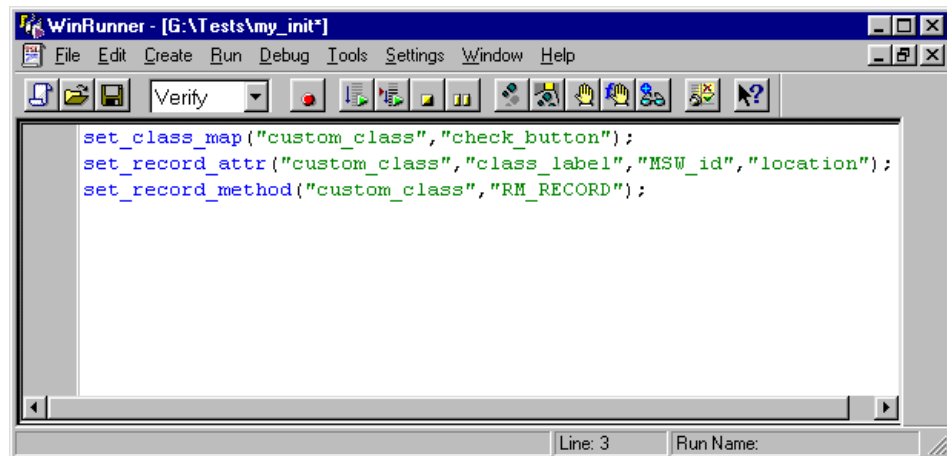 WinRunner - [G:\Tests\my_init*]
File Edit Create Run Debug Tools Settings Window Help
Verify
set_class_map("custom_class","check_button");
set_record_attr("custom_class","class_label","MSW_id","location");
set_record_method("custom_class","RM_RECORD");
Line: 3 Run Name: